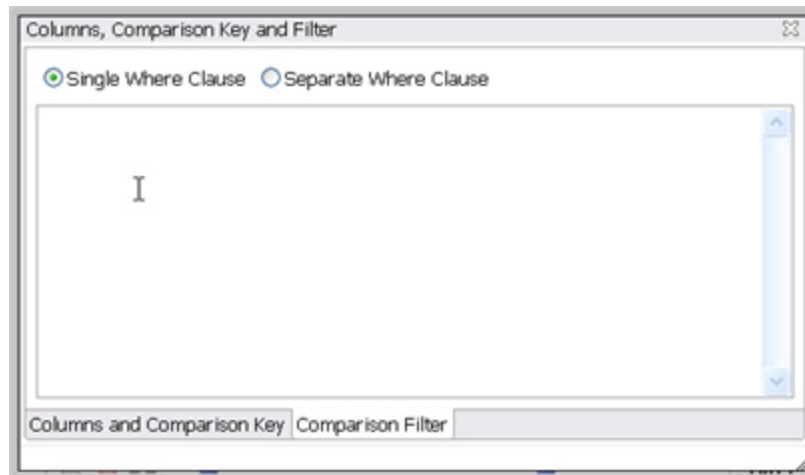 Columns, Comparison Key and Filter
Single Where Clause Separate Where Clause
Columns and Comparison Key Comparison Filter